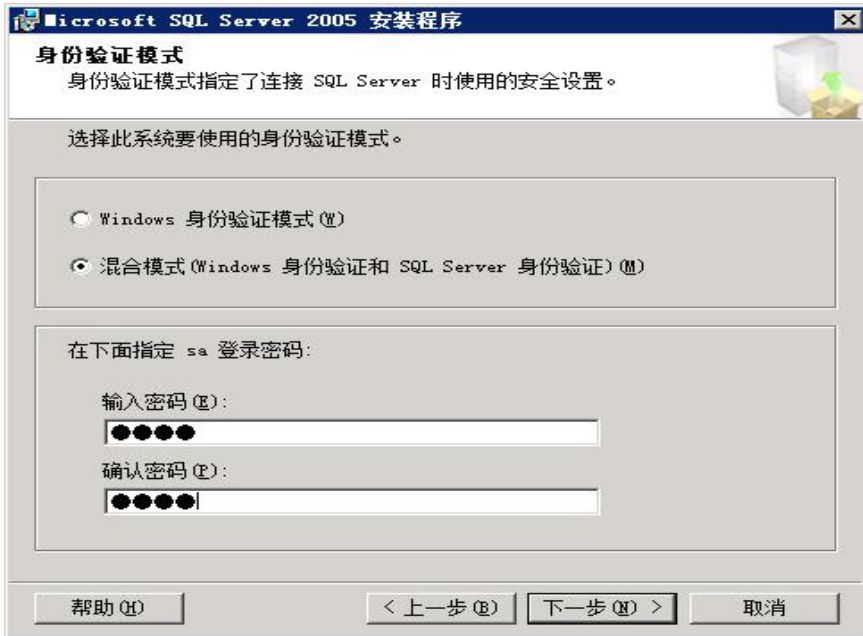 Microsoft SQL Server 2005 安装程序
身份验证模式
身份验证模式指定了连接 SQL Server 时使用的安全设置。
选择此系统要使用的身份验证模式。
Windows 身份验证模式(W)
混合模式(Windows 身份验证和 SQL Server 身份验证)(M)
在下面指定 sa 登录密码:
输入密码(E):
●●●●
确认密码(P):
●●●●
帮助(H)
< 上一步(B)
下一步(N) >
取消